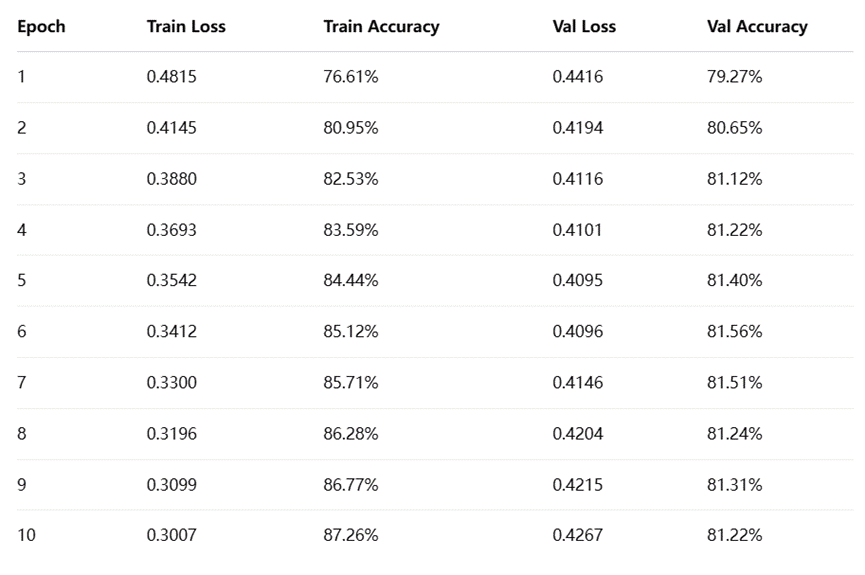 Epoch Train Loss Train Accuracy Val Loss Val Accuracy
1 0.4815 76.61% 0.4416 79.27%
2 0.4145 80.95% 0.4194 80.65%
3 0.3880 82.53% 0.4116 81.12%
4 0.3693 83.59% 0.4101 81.22%
5 0.3542 84.44% 0.4095 81.40%
6 0.3412 85.12% 0.4096 81.56%
7 0.3300 85.71% 0.4146 81.51%
8 0.3196 86.28% 0.4204 81.24%
9 0.3099 86.77% 0.4215 81.31%
10 0.3007 87.26% 0.4267 81.22%